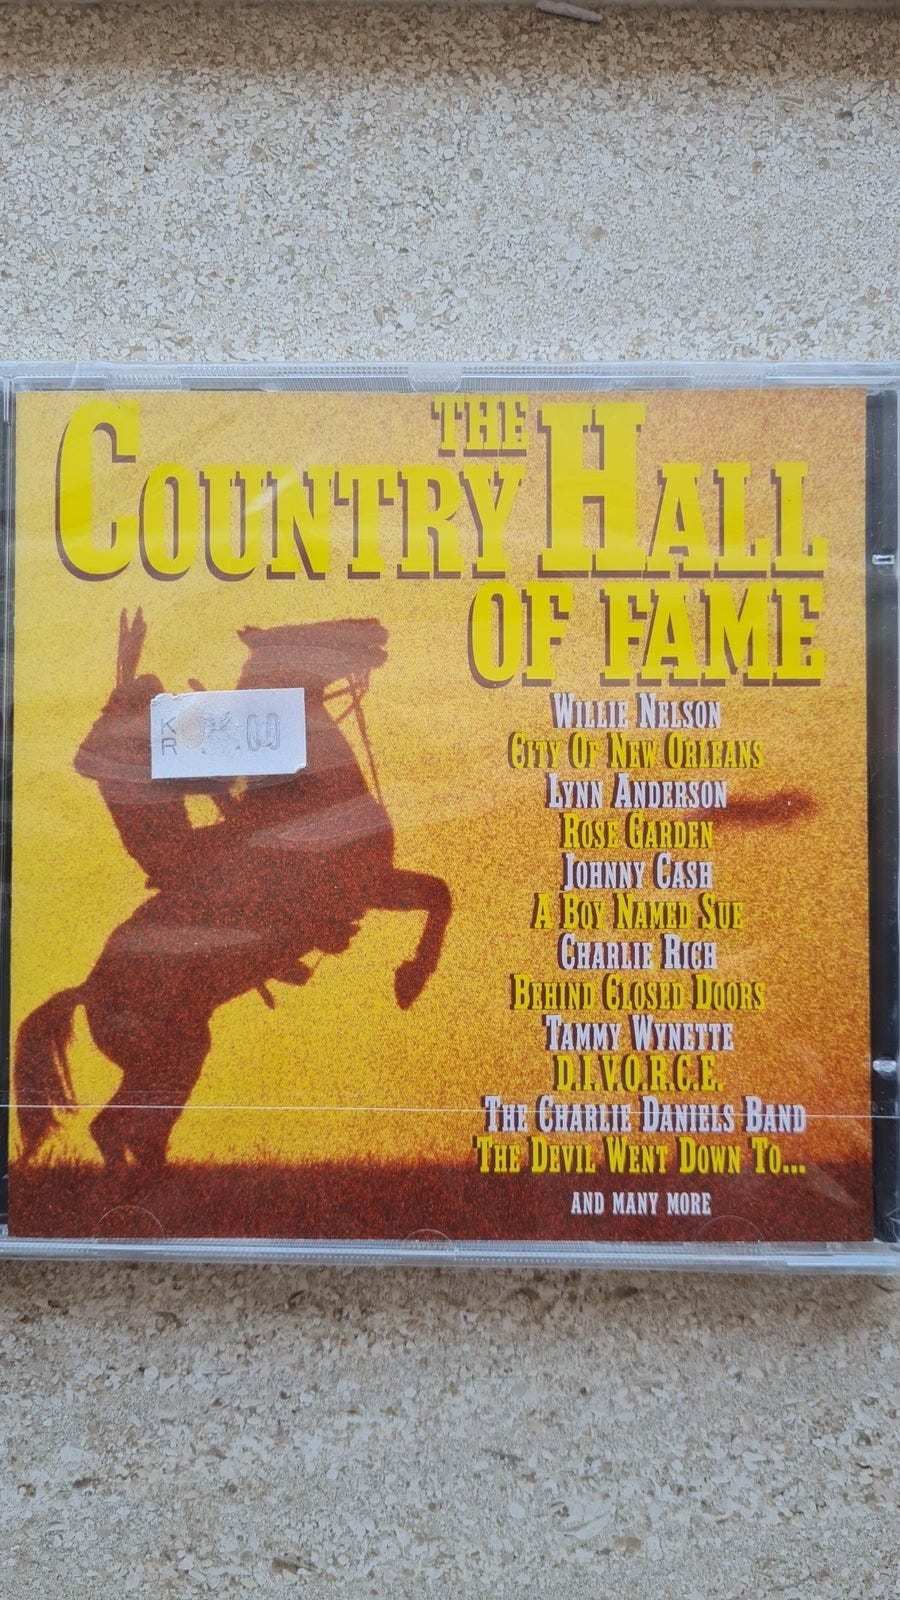 THE
COUNTRY HALL
OF FAME
WILLIE NELSON
CITY OF NEW ORLEANS
LYNN ANDERSON
ROSE GARDEN
JOHNNY CASH
A BOY NAMED SUE
CHARLIE RICH
BEHIND CLOSED DOORS
TAMMY WYNETTE
D.I.V.O.R.C.E.
THE CHARLIE DANIELS BAND
THE DEVIL WENT DOWN TO...
AND MANY MORE
KR .00